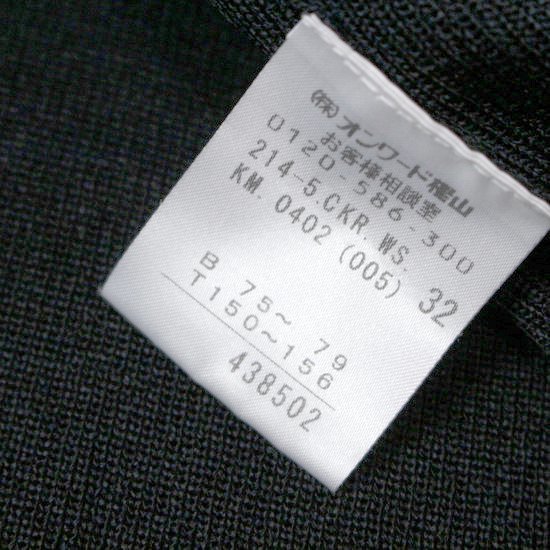 (株)オンワード樫山
お客様相談室
0120-586-300
214-5.CKR.WS.
KM. 0402 (005) 32
B 75〜 79
T150〜156
438502